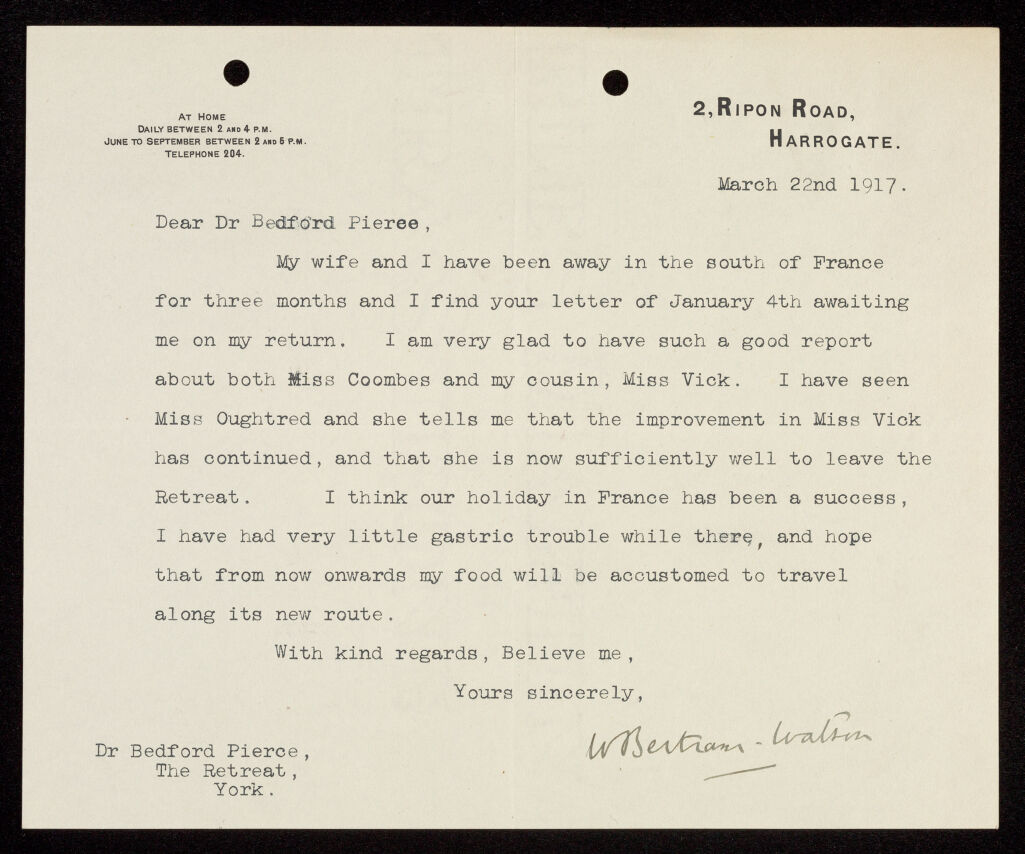 AT HOME
DAILY BETWEEN 2 AND 4 P.M.
JUNE TO SEPTEMBER BETWEEN 2 AND 5 P.M.
TELEPHONE 204.
2, RIPON ROAD,
HARROGATE.
March 22nd 1917.
Dear Dr Bedford Pierce,
My wife and I have been away in the south of France
for three months and I find your letter of January 4th awaiting
me on my return. I am very glad to have such a good report
about both Miss Coombes and my cousin, Miss Vick. I have seen
Miss Oughtred and she tells me that the improvement in Miss Vick
has continued, and that she is now sufficiently well to leave the
Retreat. I think our holiday in France has been a success,
I have had very little gastric trouble while there, and hope
that from now onwards my food will be accustomed to travel
along its new route.
With kind regards, Believe me,
Yours sincerely,
W Bertram-Watson
Dr Bedford Pierce,
The Retreat,
York.